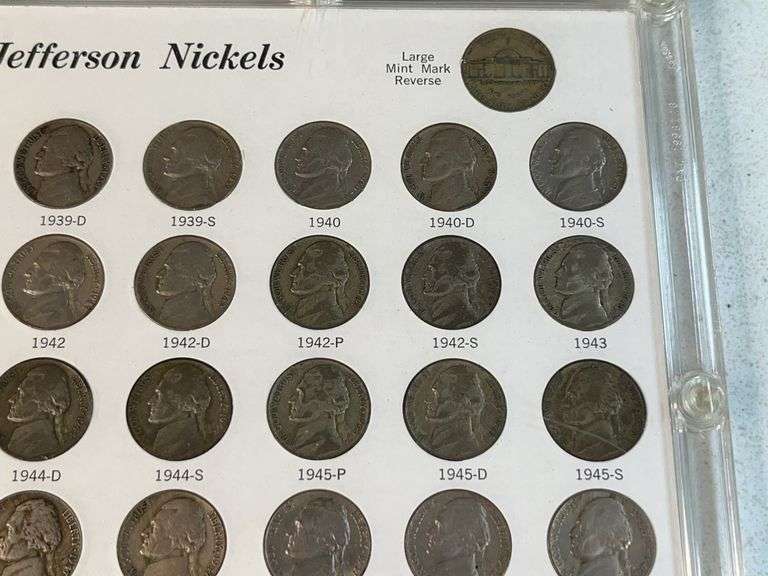 Jefferson Nickels
Large
Mint Mark
Reverse
1939-D 1939-S 1940 1940-D 1940-S
1942 1942-D 1942-P 1942-S 1943
1944-D 1944-S 1945-P 1945-D 1945-S